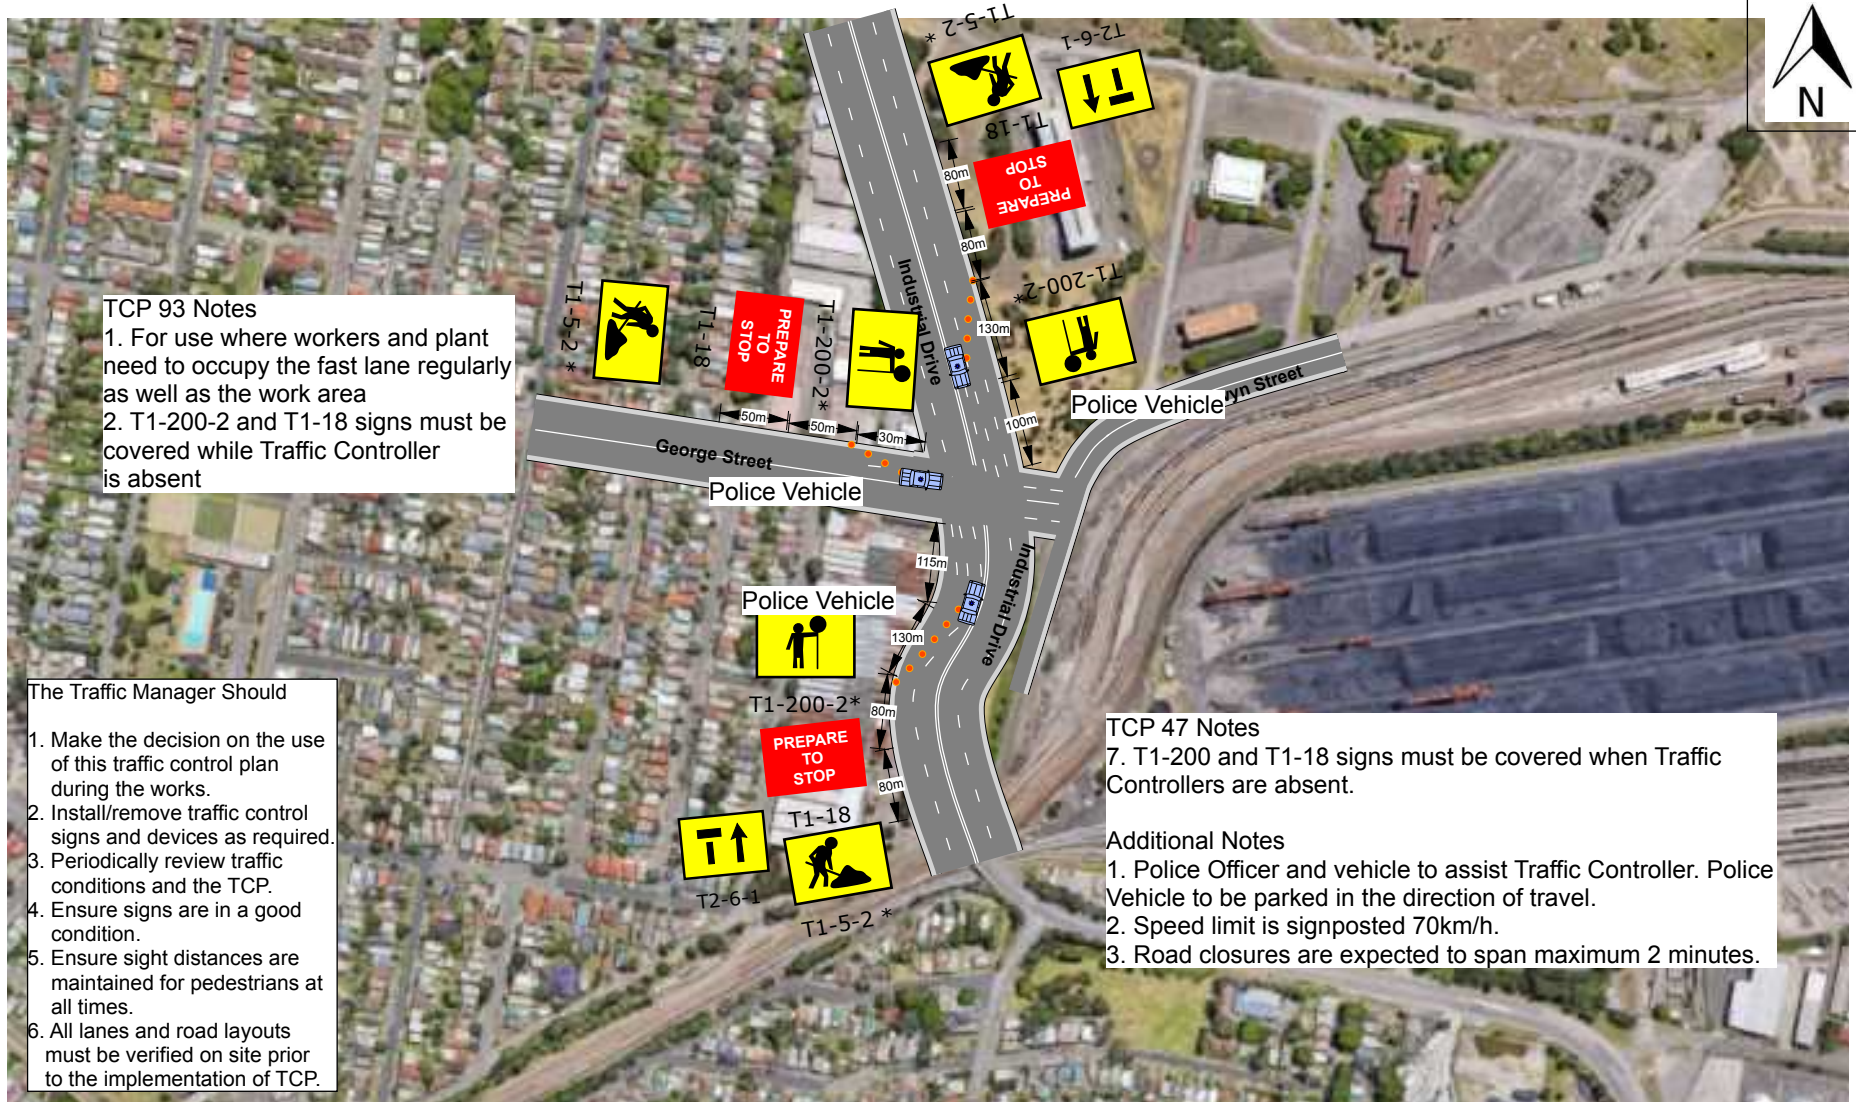 T1-5-2 *
T2-6-1
N
T1-18
PREPARE
TO
STOP
80m
80m
T1-200-2*
130m
100m
Industrial Drive
TCP 93 Notes
1. For use where workers and plant
need to occupy the fast lane regularly
as well as the work area
2. T1-200-2 and T1-18 signs must be
covered while Traffic Controller
is absent
T1-5-2 *
T1-18
PREPARE
TO
STOP
T1-200-2*
50m
50m
30m
George Street
Police Vehicle
Police Vehicle
Street
115m
Industrial Drive
Police Vehicle
130m
T1-200-2*
80m
PREPARE
TO
STOP
80m
T1-18
T2-6-1
T1-5-2 *
The Traffic Manager Should
1. Make the decision on the use
of this traffic control plan
during the works.
2. Install/remove traffic control
signs and devices as required.
3. Periodically review traffic
conditions and the TCP.
4. Ensure signs are in a good
condition.
5. Ensure sight distances are
maintained for pedestrians at
all times.
6. All lanes and road layouts
must be verified on site prior
to the implementation of TCP.
TCP 47 Notes
7. T1-200 and T1-18 signs must be covered when Traffic
Controllers are absent.
Additional Notes
1. Police Officer and vehicle to assist Traffic Controller. Police
Vehicle to be parked in the direction of travel.
2. Speed limit is signposted 70km/h.
3. Road closures are expected to span maximum 2 minutes.